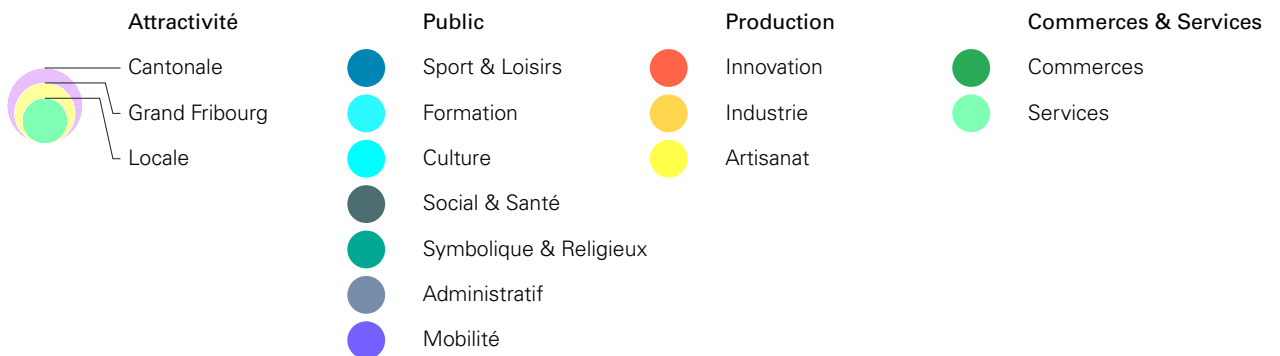 Attractivité
Cantonale
Grand Fribourg
Locale
Public
Sport & Loisirs
Formation
Culture
Social & Santé
Symbolique & Religieux
Administratif
Mobilité
Production
Innovation
Industrie
Artisanat
Commerces & Services
Commerces
Services